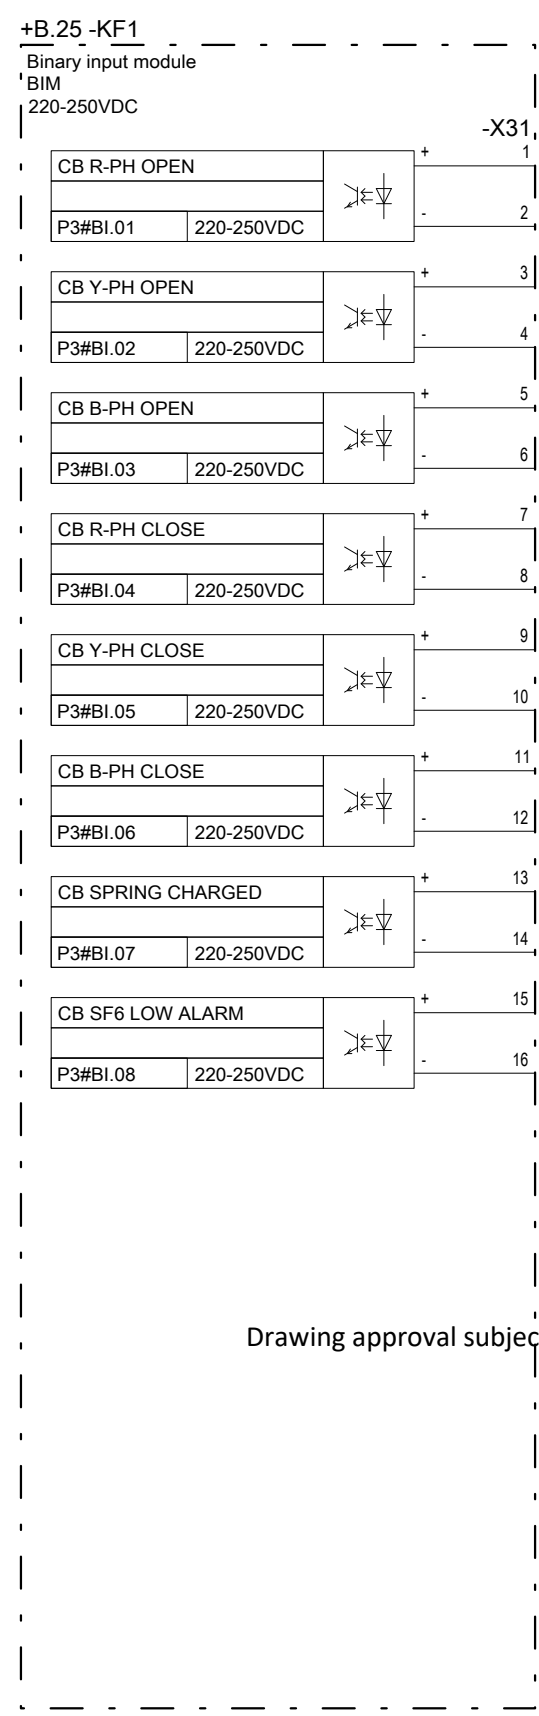 +B.25 -KF1
Binary input module
BIM
220-250VDC
-X31
CB R-PH OPEN
+ 1
P3#BI.01 220-250VDC
- 2
CB Y-PH OPEN
+ 3
P3#BI.02 220-250VDC
- 4
CB B-PH OPEN
+ 5
P3#BI.03 220-250VDC
- 6
CB R-PH CLOSE
+ 7
P3#BI.04 220-250VDC
- 8
CB Y-PH CLOSE
+ 9
P3#BI.05 220-250VDC
- 10
CB B-PH CLOSE
+ 11
P3#BI.06 220-250VDC
- 12
CB SPRING CHARGED
+ 13
P3#BI.07 220-250VDC
- 14
CB SF6 LOW ALARM
+ 15
P3#BI.08 220-250VDC
- 16
Drawing approval subjec